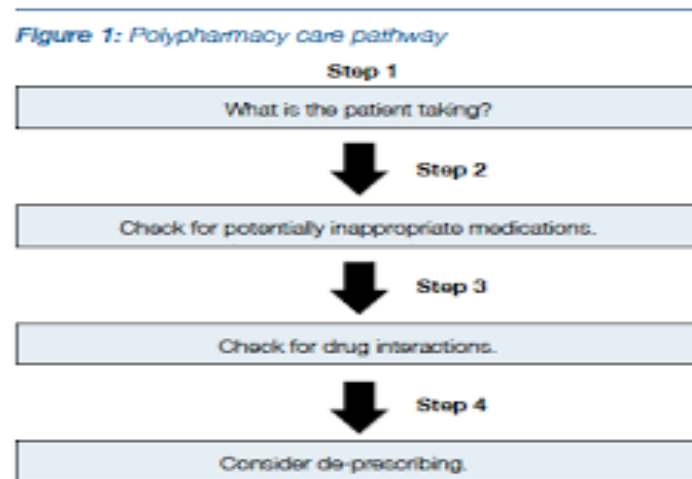 Figure 1: Polypharmacy care pathway
Step 1
What is the patient taking?
Step 2
Check for potentially inappropriate medications.
Step 3
Check for drug interactions.
Step 4
Consider de-prescribing.